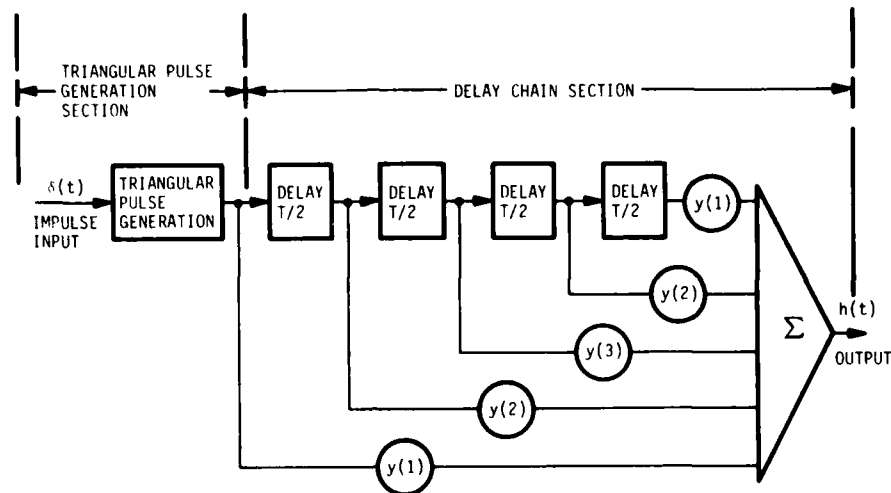 TRIANGULAR PULSE
GENERATION
SECTION
DELAY CHAIN SECTION
δ(t)
IMPULSE
INPUT
TRIANGULAR
PULSE
GENERATION
DELAY
T/2
DELAY
T/2
DELAY
T/2
DELAY
T/2
y(1)
y(2)
y(3)
y(2)
y(1)
Σ
h(t)
OUTPUT